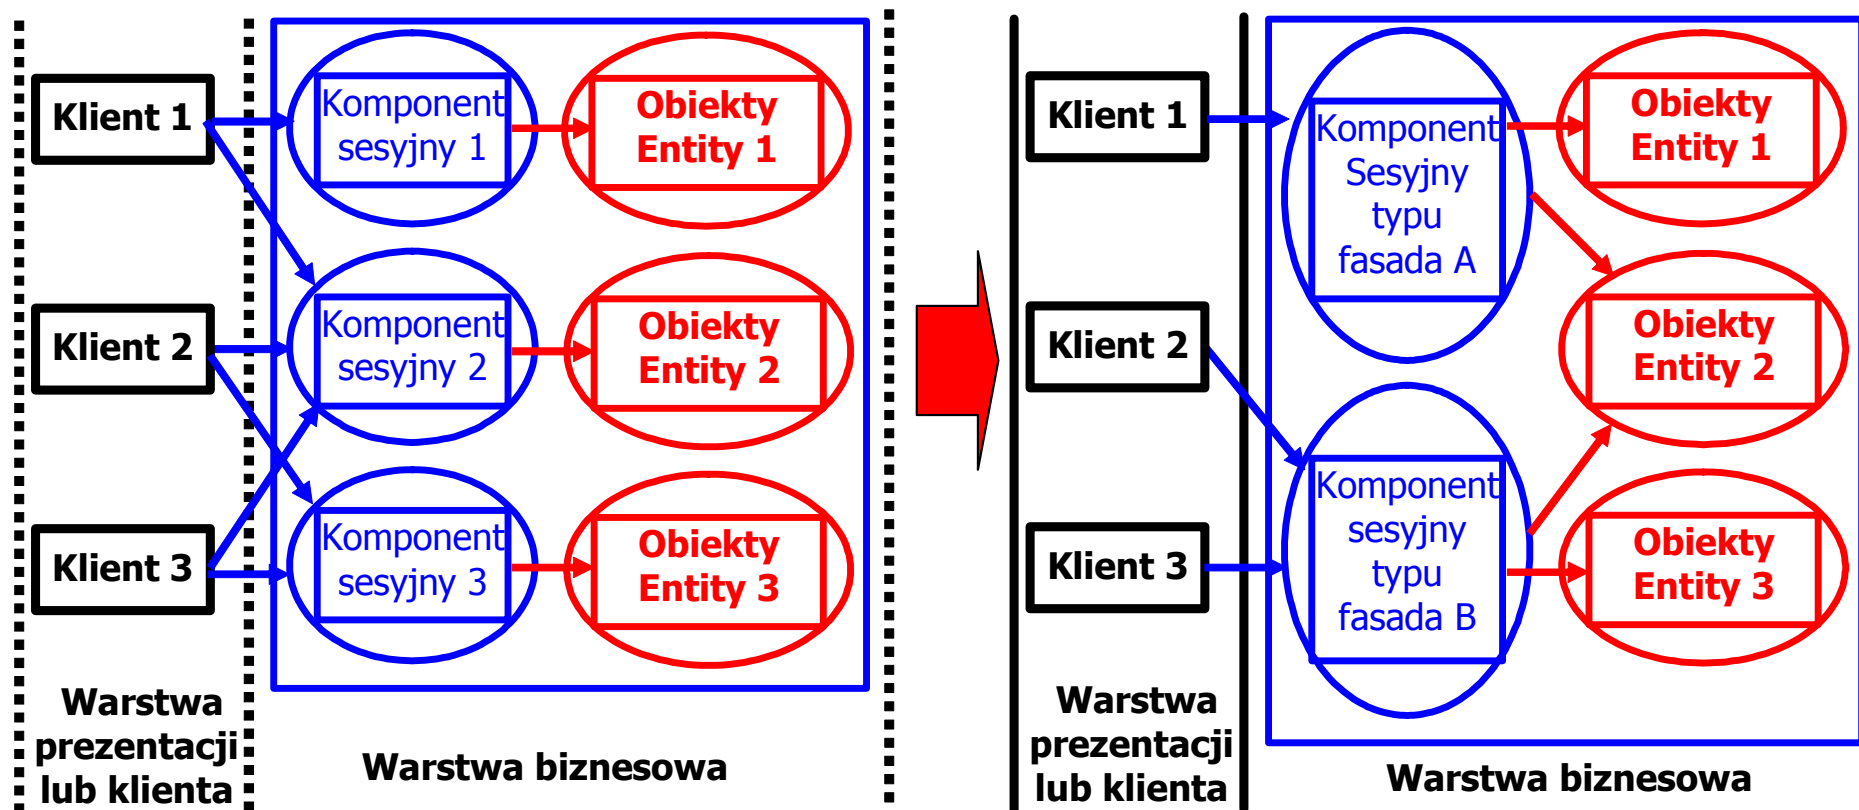 Klient 1
Komponent
sesyjny 1
Obiekty
Entity 1
Klient 2
Komponent
sesyjny 2
Obiekty
Entity 2
Klient 3
Komponent
sesyjny 3
Obiekty
Entity 3
Warstwa
prezentacji
lub klienta
Warstwa biznesowa
Klient 1
Komponent
Sesyjny
typu
fasada A
Obiekty
Entity 1
Klient 2
Obiekty
Entity 2
Klient 3
Komponent
sesyjny
typu
fasada B
Obiekty
Entity 3
Warstwa
prezentacji
lub klienta
Warstwa biznesowa